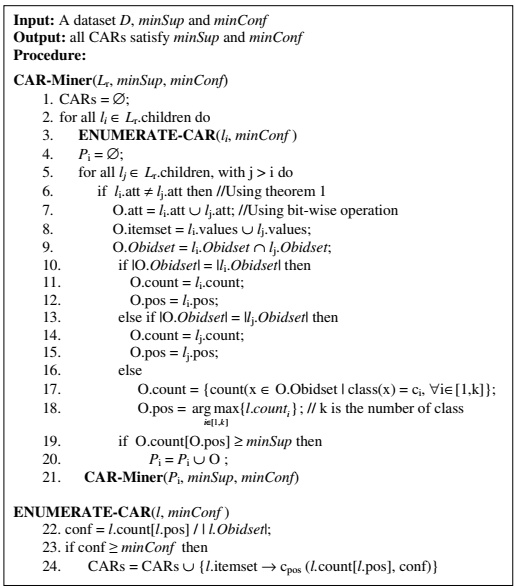 Input: A dataset D, minSup and minConf
Output: all CARs satisfy minSup and minConf
Procedure:
CAR-Miner(Lr, minSup, minConf)
1. CARs = ∅;
2. for all li ∈ Lr.children do
3. ENUMERATE-CAR(li, minConf )
4. Pi = ∅;
5. for all lj ∈ Lr.children, with j > i do
6. if li.att ≠ lj.att then //Using theorem 1
7. O.att = li.att ∪ lj.att; //Using bit-wise operation
8. O.itemset = li.values ∪ lj.values;
9. O.Obidset = li.Obidset ∩ lj.Obidset;
10. if |O.Obidset| = |li.Obidset| then
11. O.count = li.count;
12. O.pos = li.pos;
13. else if |O.Obidset| = |lj.Obidset| then
14. O.count = lj.count;
15. O.pos = lj.pos;
16. else
17. O.count = {count(x ∈ O.Obidset | class(x) = ci, ∀i∈[1,k]};
18. O.pos = arg max{l.counti} ; // k is the number of class
i∈[1,k]
19. if O.count[O.pos] ≥ minSup then
20. Pi = Pi ∪ O ;
21. CAR-Miner(Pi, minSup, minConf)
ENUMERATE-CAR(l, minConf )
22. conf = l.count[l.pos] / | l.Obidset|;
23. if conf ≥ minConf then
24. CARs = CARs ∪ {l.itemset → cpos (l.count[l.pos], conf)}